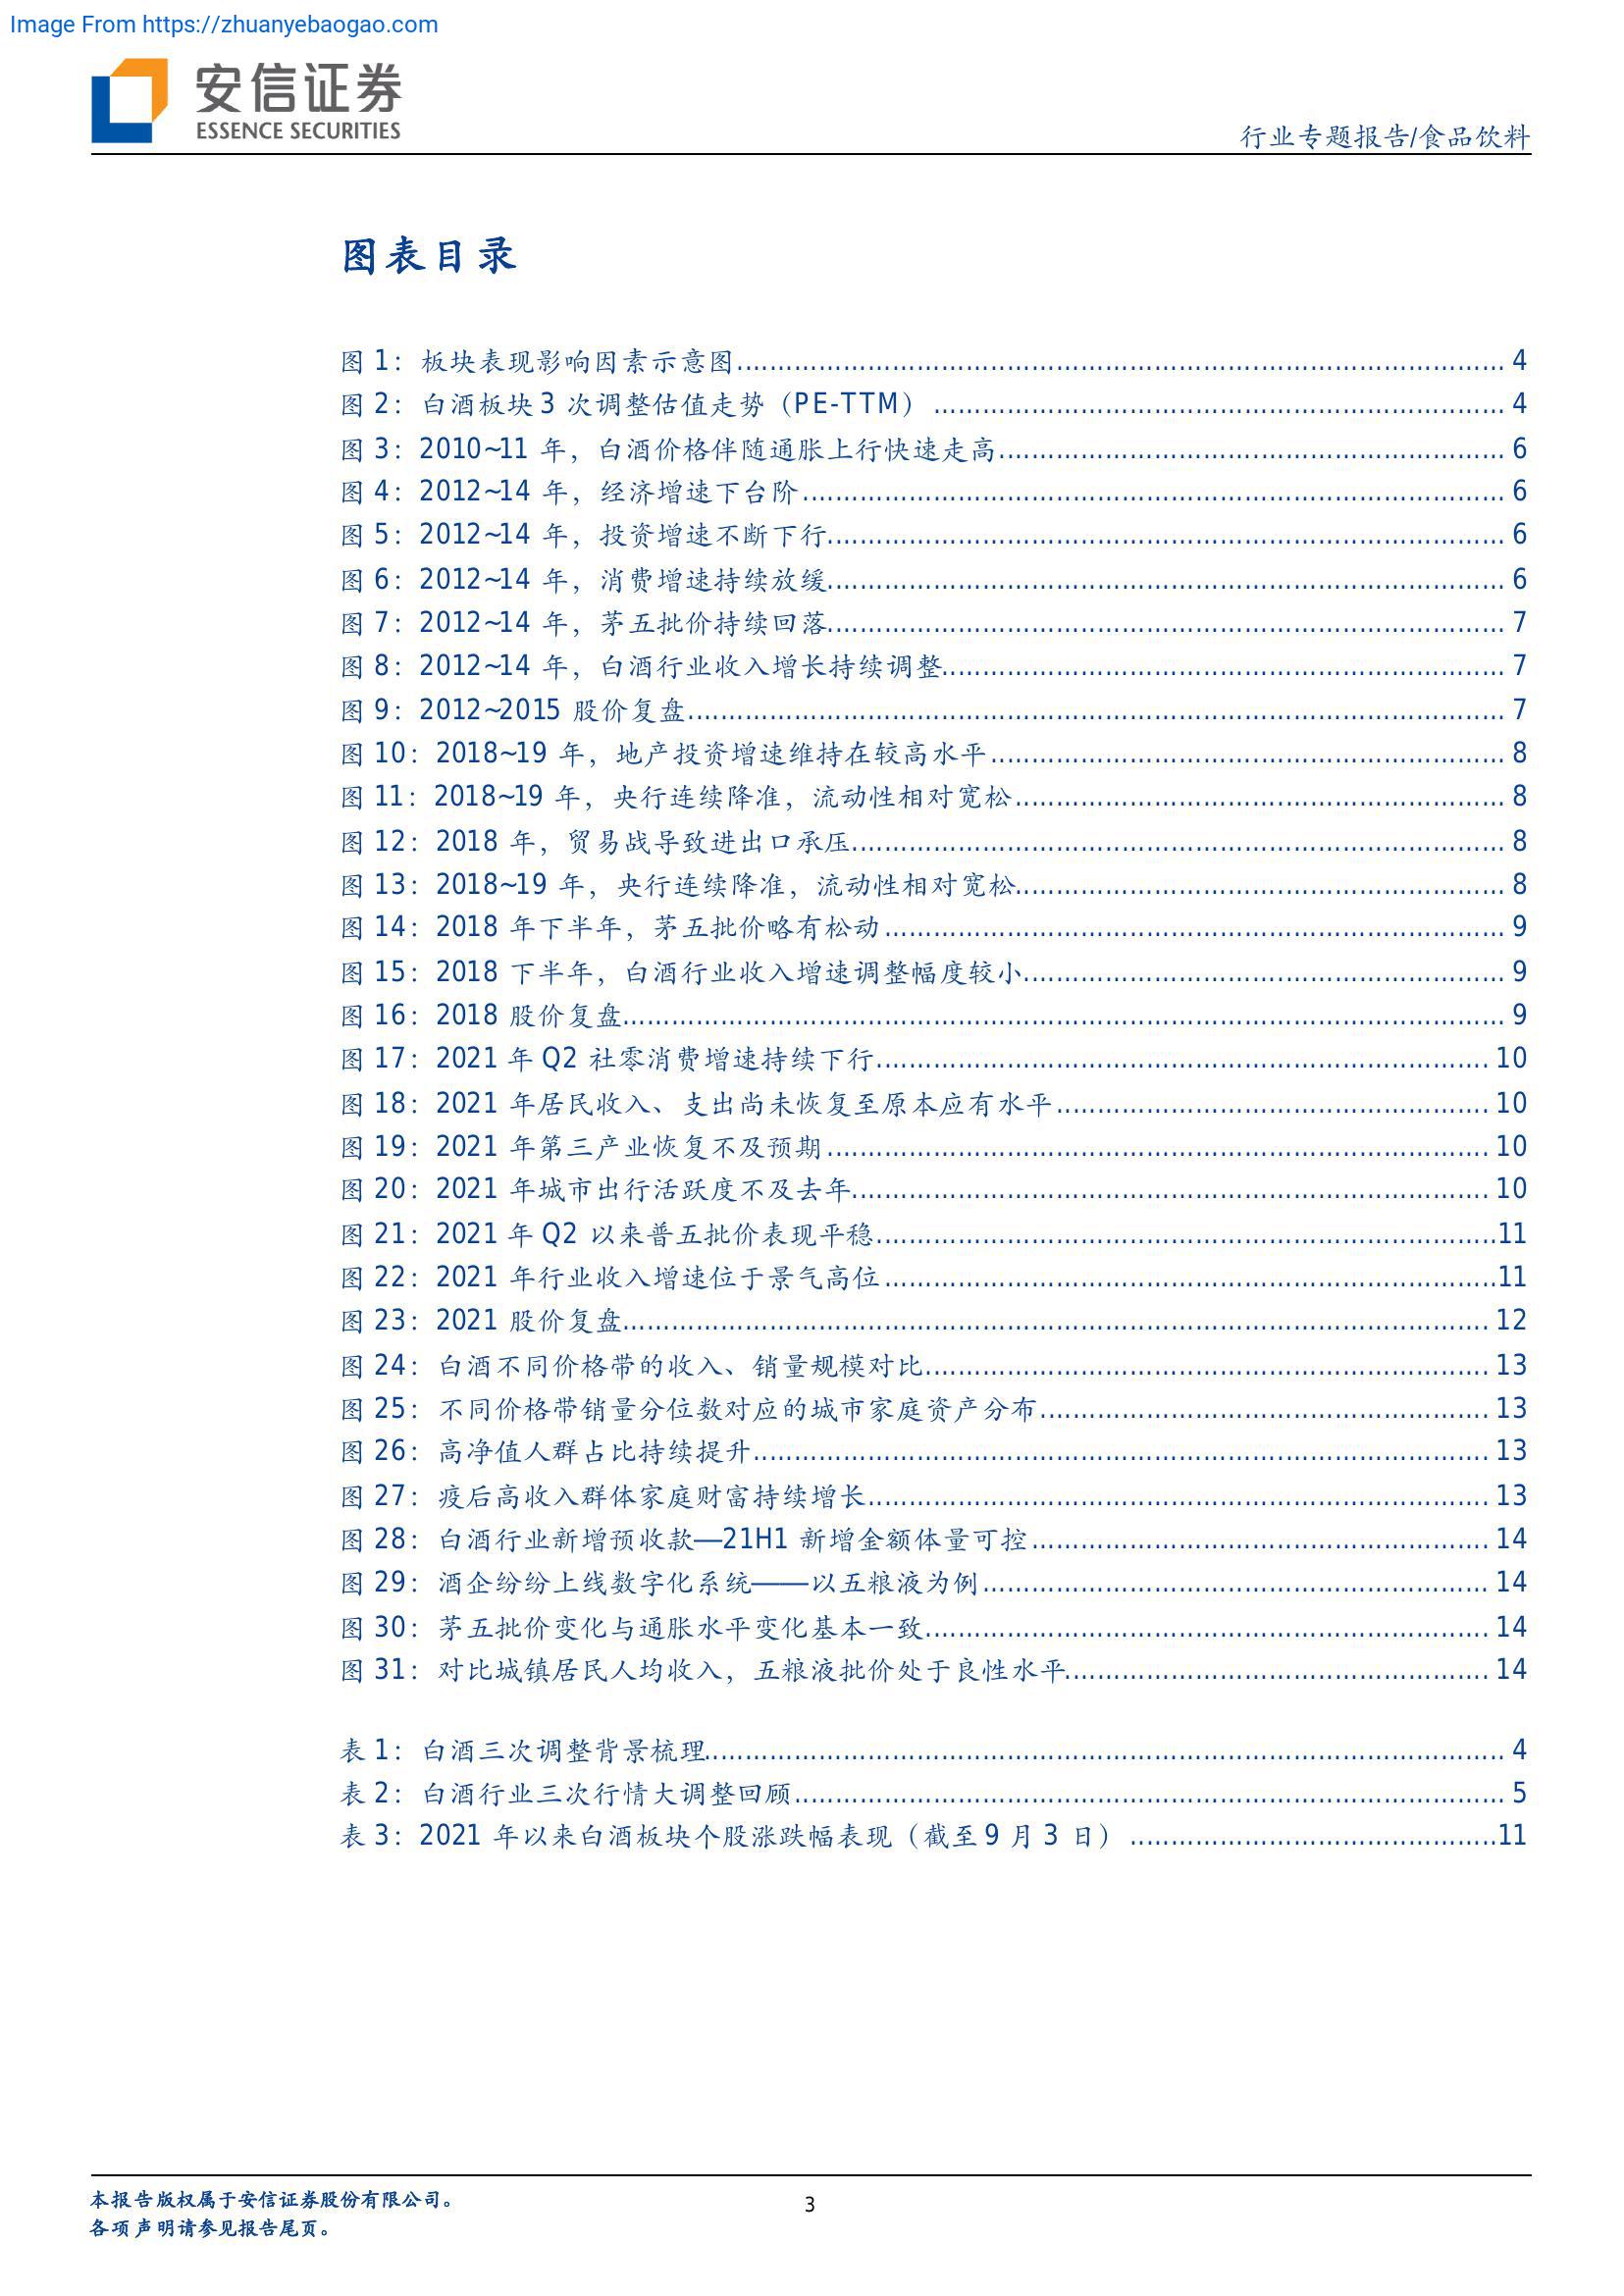 Image From https://zhuanyebaogao.com
安信证券
ESSENCE SECURITIES
行业专题报告/食品饮料
图表目录
图 1：板块表现影响因素示意图 4
图 2：白酒板块 3 次调整估值走势（PE-TTM） 4
图 3：2010~11 年，白酒价格伴随通胀上行快速走高 6
图 4：2012~14 年，经济增速下台阶 6
图 5：2012~14 年，投资增速不断下行 6
图 6：2012~14 年，消费增速持续放缓 6
图 7：2012~14 年，茅五批价持续回落 7
图 8：2012~14 年，白酒行业收入增长持续调整 7
图 9：2012~2015 股价复盘 7
图 10：2018~19 年，地产投资增速维持在较高水平 8
图 11：2018~19 年，央行连续降准，流动性相对宽松 8
图 12：2018 年，贸易战导致进出口承压 8
图 13：2018~19 年，央行连续降准，流动性相对宽松 8
图 14：2018 年下半年，茅五批价略有松动 9
图 15：2018 下半年，白酒行业收入增速调整幅度较小 9
图 16：2018 股价复盘 9
图 17：2021 年 Q2 社零消费增速持续下行 10
图 18：2021 年居民收入、支出尚未恢复至原本应有水平 10
图 19：2021 年第三产业恢复不及预期 10
图 20：2021 年城市出行活跃度不及去年 10
图 21：2021 年 Q2 以来普五批价表现平稳 11
图 22：2021 年行业收入增速位于景气高位 11
图 23：2021 股价复盘 12
图 24：白酒不同价格带的收入、销量规模对比 13
图 25：不同价格带销量分位数对应的城市家庭资产分布 13
图 26：高净值人群占比持续提升 13
图 27：疫后高收入群体家庭财富持续增长 13
图 28：白酒行业新增预收款—21H1 新增金额体量可控 14
图 29：酒企纷纷上线数字化系统——以五粮液为例 14
图 30：茅五批价变化与通胀水平变化基本一致 14
图 31：对比城镇居民人均收入，五粮液批价处于良性水平 14
表 1：白酒三次调整背景梳理 4
表 2：白酒行业三次行情大调整回顾 5
表 3：2021 年以来白酒板块个股涨跌幅表现（截至 9 月 3 日） 11
本报告版权属于安信证券股份有限公司。
各项声明请参见报告尾页。
3